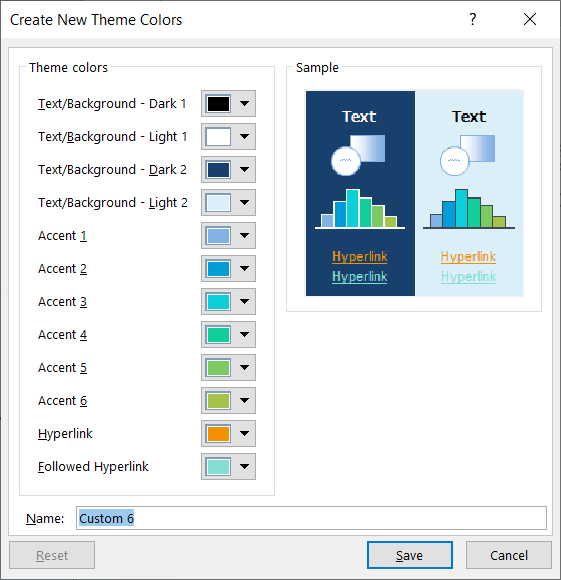 Create New Theme Colors
?
Theme colors
Text/Background - Dark 1
Text/Background - Light 1
Text/Background - Dark 2
Text/Background - Light 2
Accent 1
Accent 2
Accent 3
Accent 4
Accent 5
Accent 6
Hyperlink
Followed Hyperlink
Sample
Text Text
Hyperlink Hyperlink
Hyperlink Hyperlink
Name: Custom 6
Reset Save Cancel